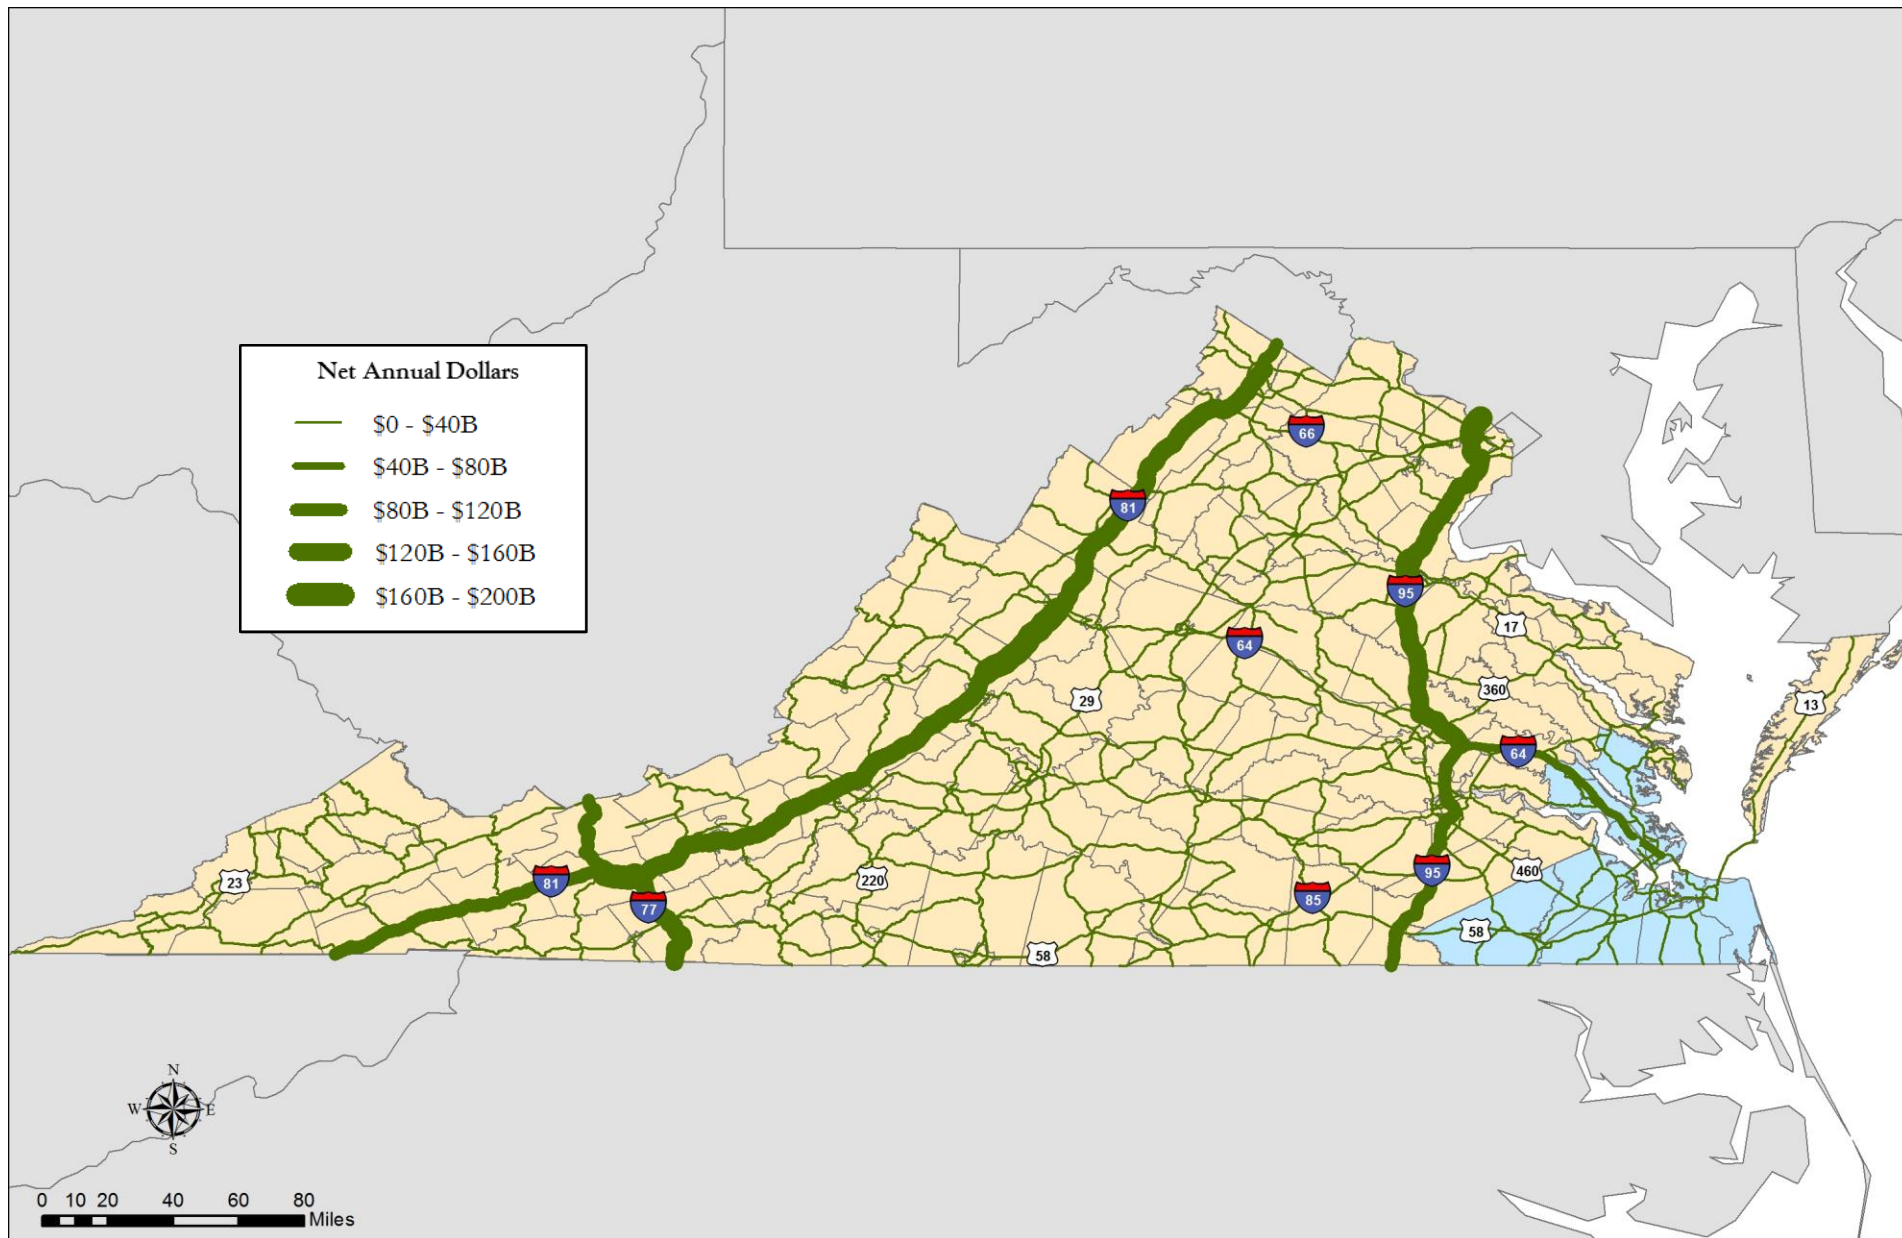 Net Annual Dollars
$0 - $40B
$40B - $80B
$80B - $120B
$120B - $160B
$160B - $200B
66
81
95
17
64
29
360
13
64
81
23
77
220
85
95
460
58
58
N
W E
S
0 10 20 40 60 80
Miles